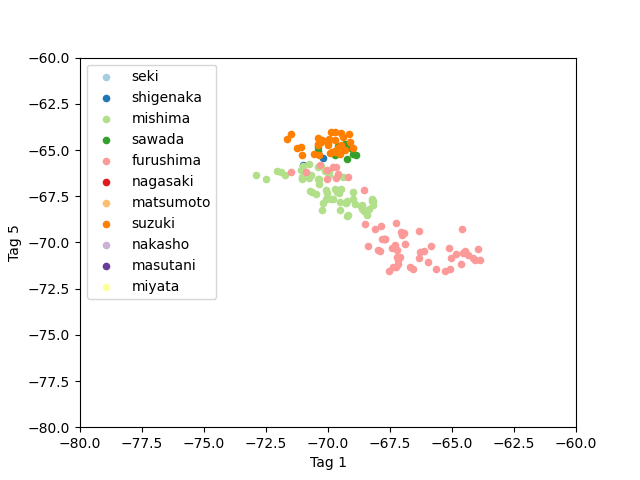 −60.0
−62.5
−65.0
−67.5
−70.0
−72.5
−75.0
−77.5
−80.0
Tag 5
seki
shigenaka
mishima
sawada
furushima
nagasaki
matsumoto
suzuki
nakasho
masutani
miyata
−80.0 −77.5 −75.0 −72.5 −70.0 −67.5 −65.0 −62.5 −60.0
Tag 1